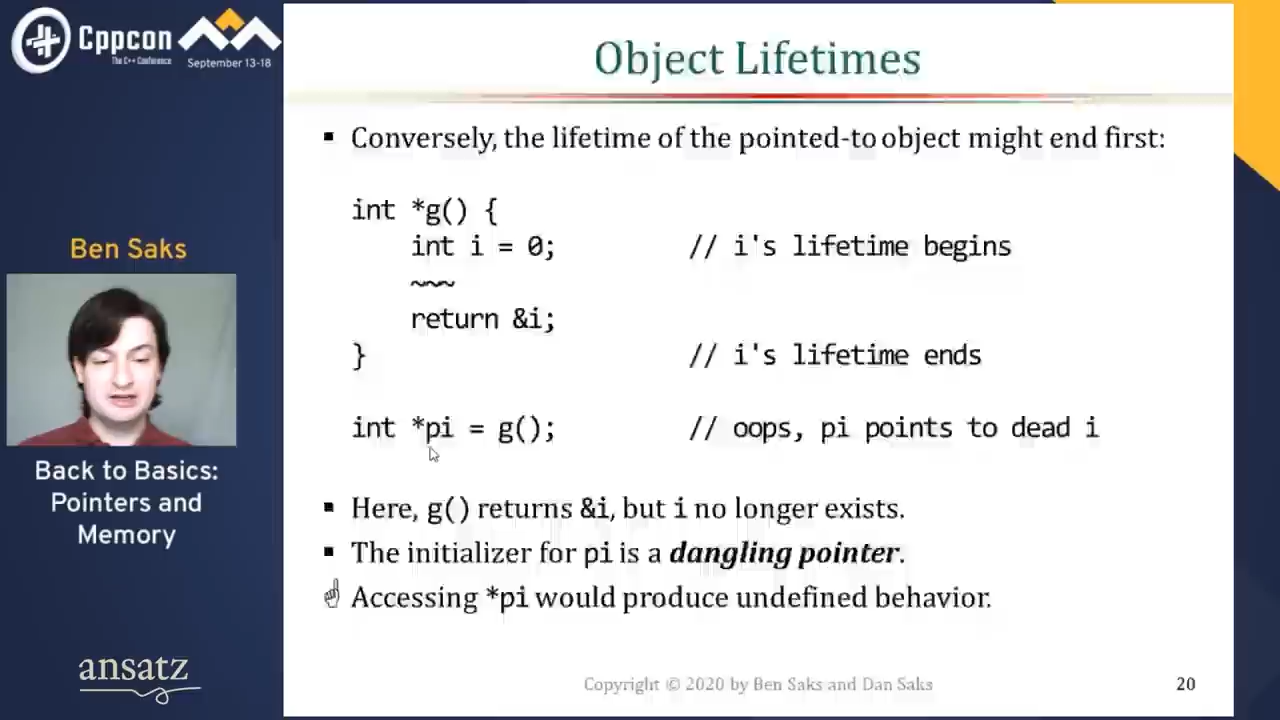 Cppcon
The C++ Conference
September 13-18
Ben Saks
Back to Basics:
Pointers and
Memory
ansatz
Object Lifetimes
▪ Conversely, the lifetime of the pointed-to object might end first:
int *g() {
int i = 0; // i's lifetime begins
~~~
return &i;
} // i's lifetime ends
int *pi = g(); // oops, pi points to dead i
▪ Here, g() returns &i, but i no longer exists.
▪ The initializer for pi is a dangling pointer.
☝ Accessing *pi would produce undefined behavior.
Copyright © 2020 by Ben Saks and Dan Saks
20